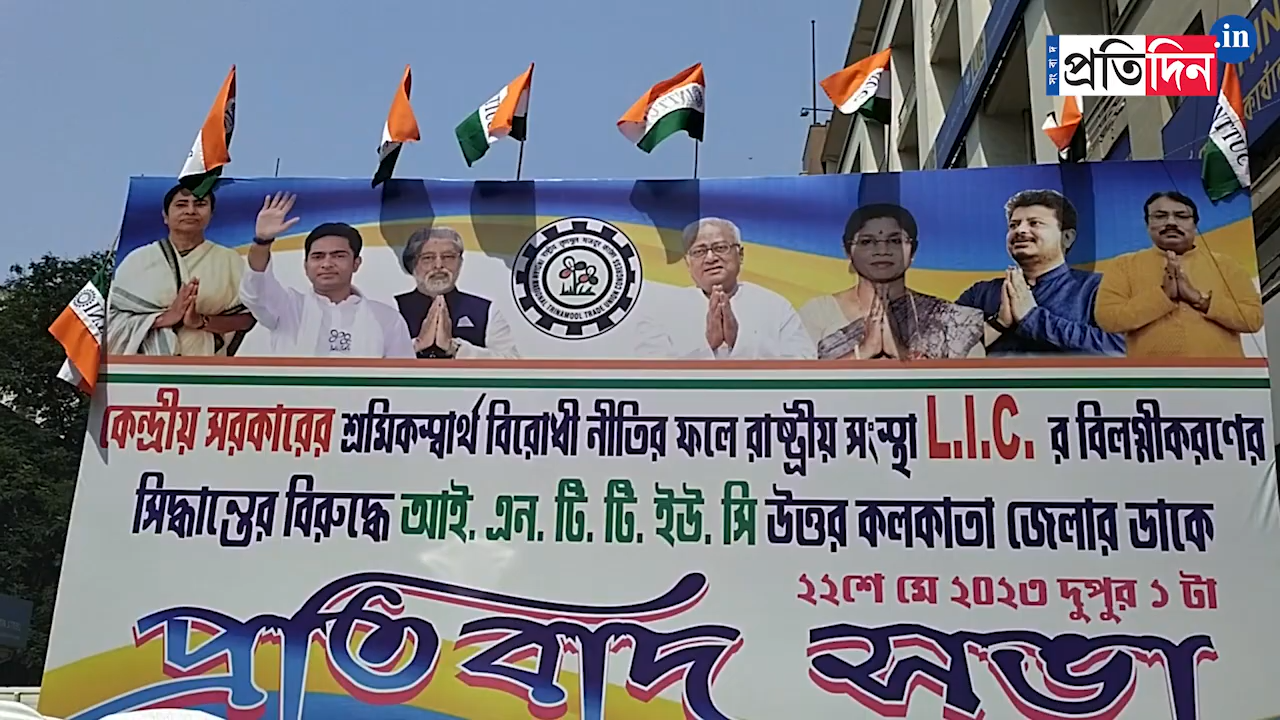 সংবাদ প্রতিদিন .in
INTTUC
কেন্দ্রীয় সরকারের শ্রমিকস্বার্থ বিরোধী নীতির ফলে রাষ্ট্রীয় সংস্থা L.I.C. র বিলগ্নীকরণের
সিদ্ধান্তের বিরুদ্ধে আই. এন. টি. টি. ইউ. সি উত্তর কলকাতা জেলার ডাকে
২২শে মে ২০২৩ দুপুর ১ টা
প্রতিবাদ সভা